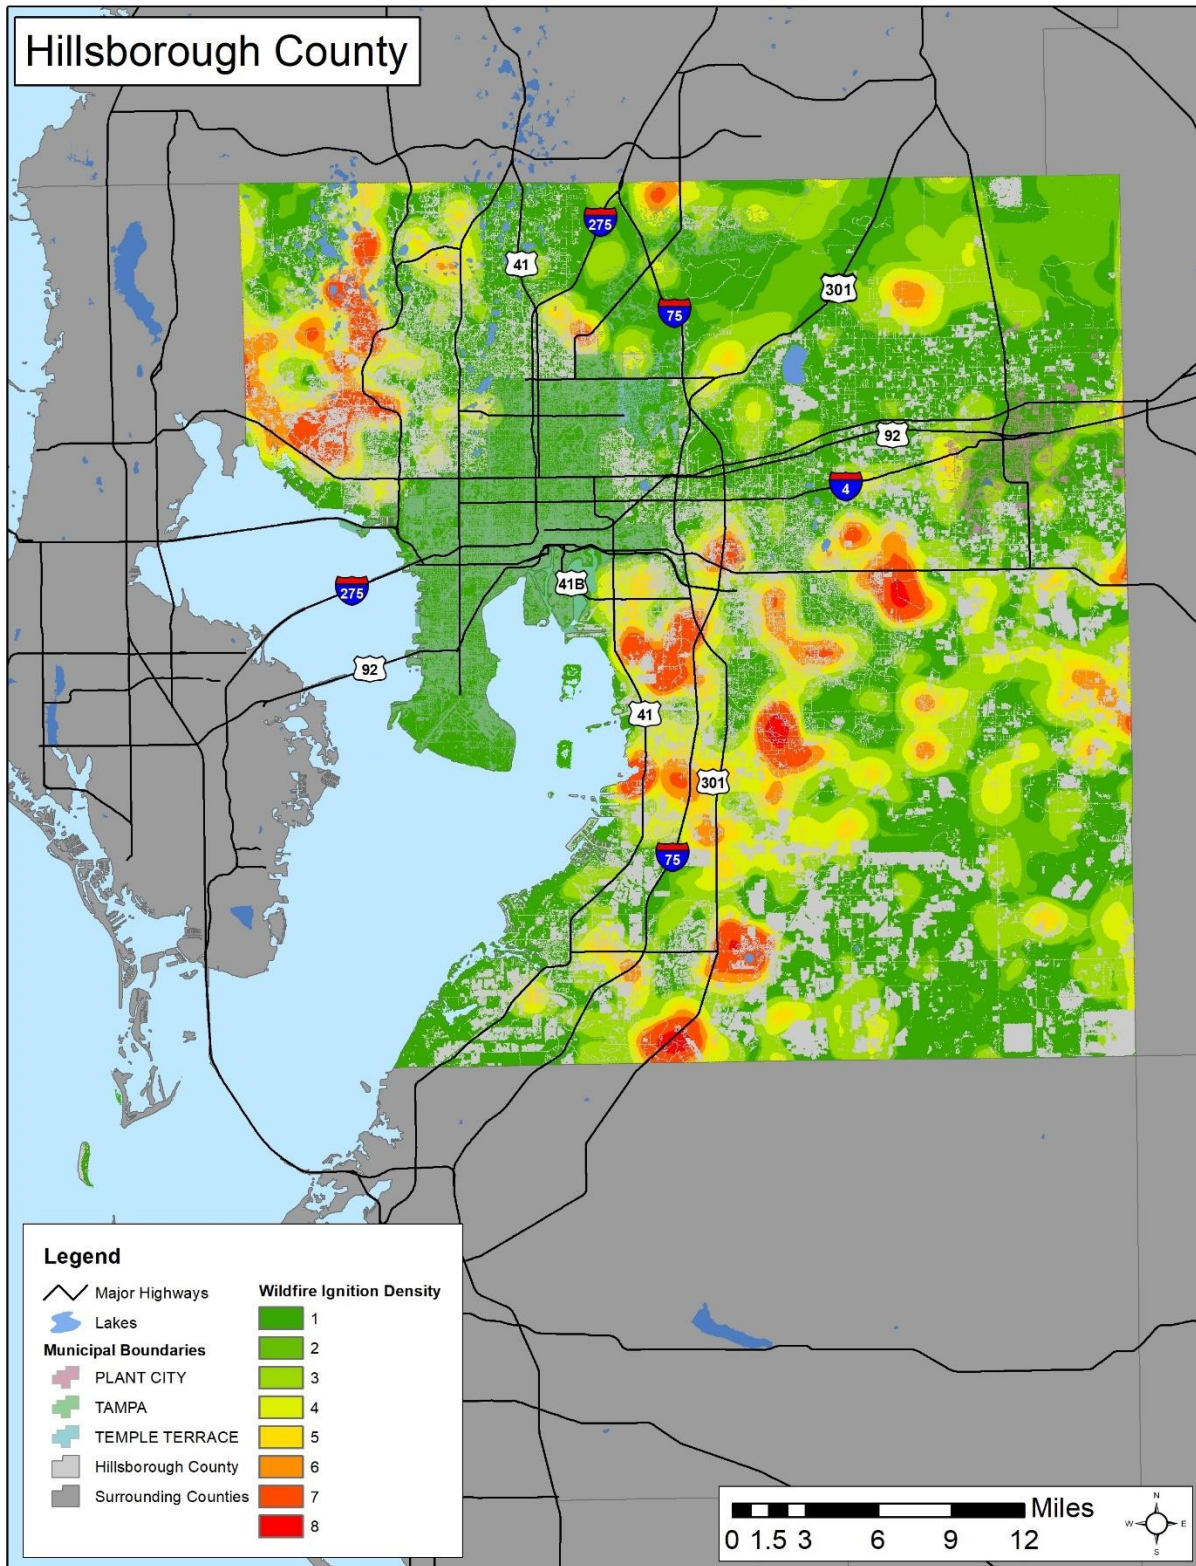 Hillsborough County
275
41
301
75
92
4
41B
275
92
41
301
75
Legend
Major Highways
Lakes
Municipal Boundaries
PLANT CITY
TAMPA
TEMPLE TERRACE
Hillsborough County
Surrounding Counties
Wildfire Ignition Density
1
2
3
4
5
6
7
8
Miles
0 1.5 3 6 9 12
N
W E
S